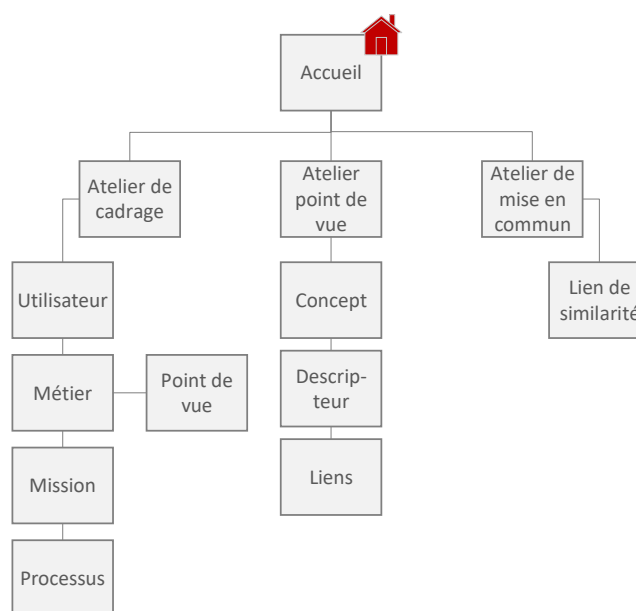 Accueil
Atelier de
cadrage
Atelier
point de
vue
Atelier de
mise en
commun
Utilisateur
Concept
Lien de
similarité
Métier
Point de
vue
Descrip-
teur
Mission
Liens
Processus